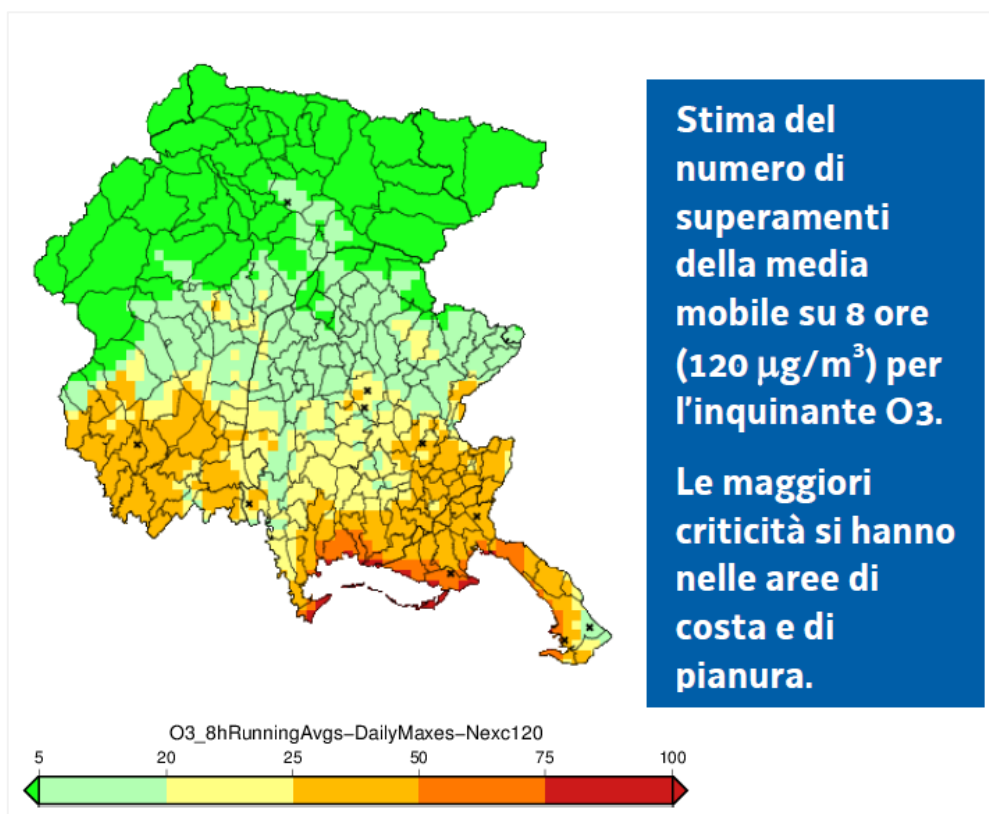 Stima del
numero di
superamenti
della media
mobile su 8 ore
(120 µg/m³) per
l'inquinante O3.
Le maggiori
criticità si hanno
nelle aree di
costa e di
pianura.
O3_8hRunningAvgs−DailyMaxes−Nexc120
5 20 25 50 75 100